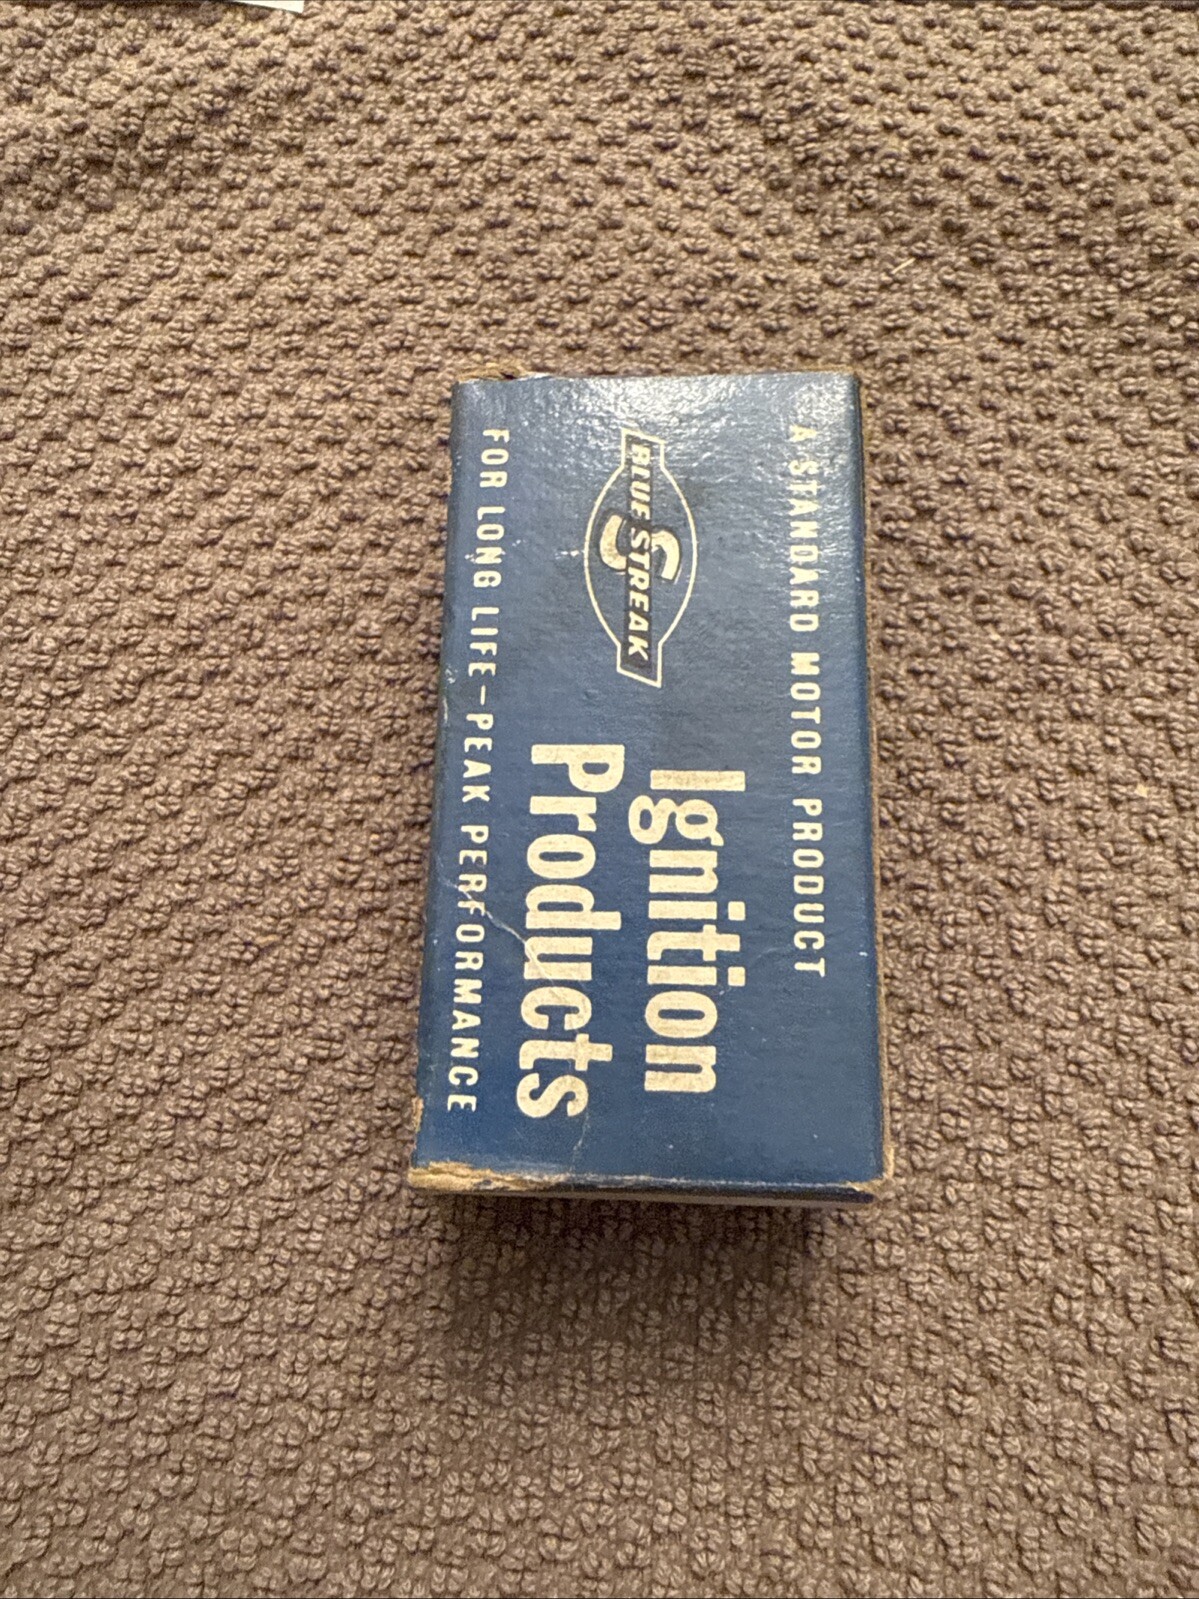 A STANDARD MOTOR PRODUCT
BLUE STREAK
S
Ignition
Products
FOR LONG LIFE–PEAK PERFORMANCE